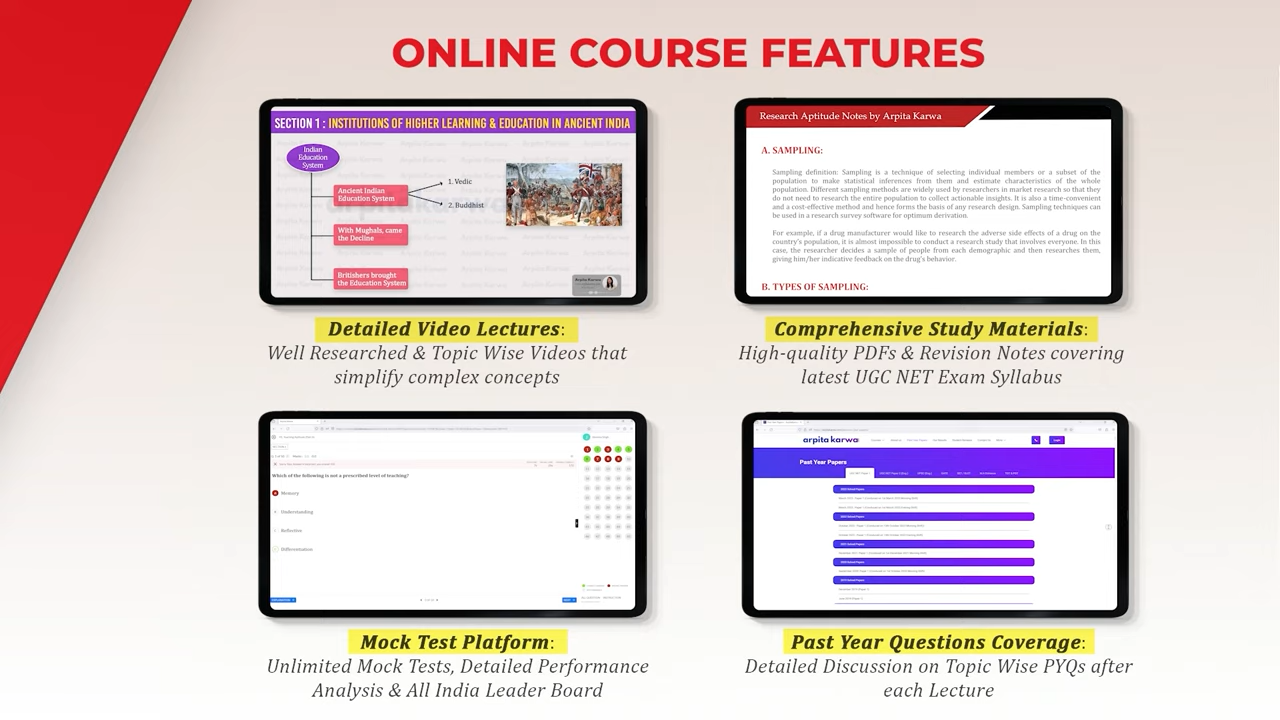 ONLINE COURSE FEATURES
SECTION 1 : INSTITUTIONS OF HIGHER LEARNING & EDUCATION IN ANCIENT INDIA
Indian
Education
System
Ancient Indian
Education System
1. Vedic
2. Buddhist
With Mughals, came
the Decline
Britishers brought
the Education System
Research Aptitude Notes by Arpita Karwa
A. SAMPLING:
Sampling definition: Sampling is a technique of selecting individual members or a subset of the
population to make statistical inferences from them and estimate characteristics of the whole
population. Different sampling methods are widely used by researchers in market research so that they
do not need to research the entire population to collect actionable insights. It is also a time-convenient
and a cost-effective method and hence forms the basis of any research design. Sampling techniques can
be used in a research survey software for optimum derivation.
For example, if a drug manufacturer would like to research the adverse side effects of a drug on the
country's population, it is almost impossible to conduct a research study that involves everyone. In this
case, the researcher decides a sample of people from each demographic and then researches them,
giving him/her indicative feedback on the drug's behavior.
B. TYPES OF SAMPLING:
Detailed Video Lectures:
Well Researched & Topic Wise Videos that
simplify complex concepts
Comprehensive Study Materials:
High-quality PDFs & Revision Notes covering
latest UGC NET Exam Syllabus
Which of the following is not a prescribed level of teaching?
Memory
Understanding
Reflection
Differentiation
arpita karwa
Past Year Papers
Mock Test Platform:
Unlimited Mock Tests, Detailed Performance
Analysis & All India Leader Board
Past Year Questions Coverage:
Detailed Discussion on Topic Wise PYQs after
each Lecture